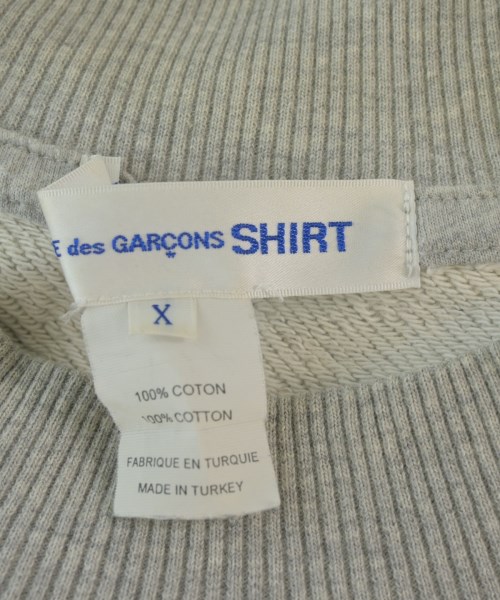 E des GARÇONS SHIRT
X
100% COTON
100% COTTON
FABRIQUE EN TURQUIE
MADE IN TURKEY